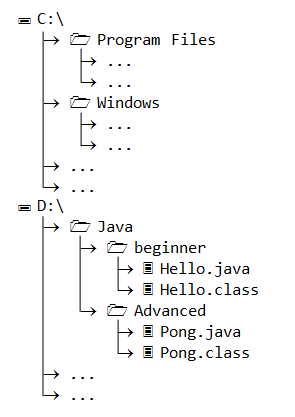 C:\
Program Files
...
...
Windows
...
...
...
...
D:\
Java
beginner
Hello.java
Hello.class
Advanced
Pong.java
Pong.class
...
...